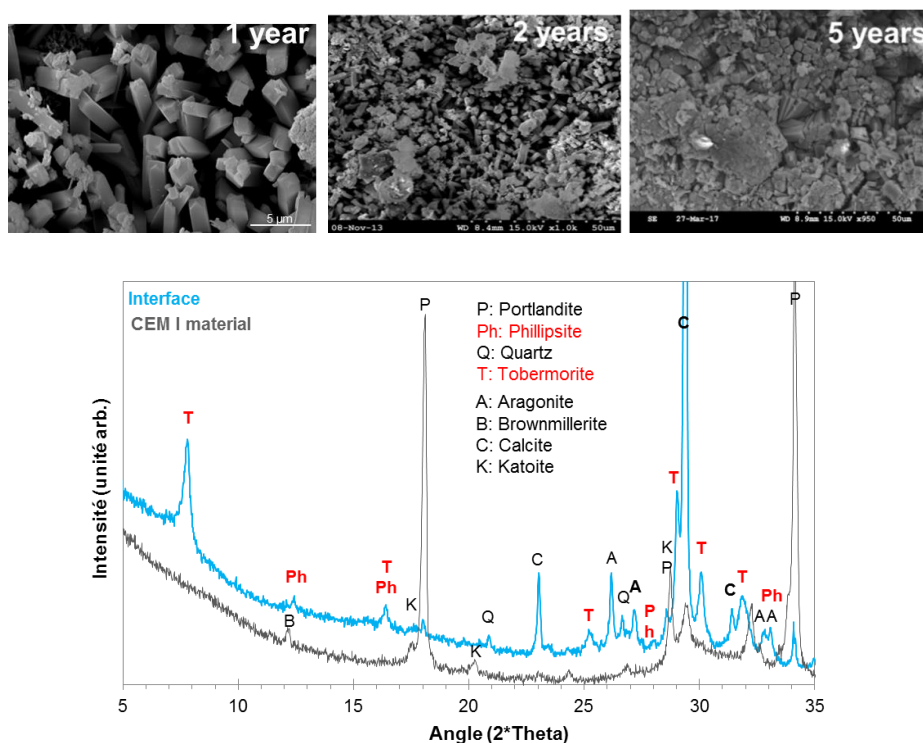 1 year
2 years
5 years
5 µm
08-Nov-13 WD 8.4mm 15.0kV x1.0k 50um
SE 27-Mar-17 WD 8.9mm 15.0kV x950 50um
Interface
CEM I material
P: Portlandite
Ph: Phillipsite
Q: Quartz
T: Tobermorite
A: Aragonite
B: Brownmillerite
C: Calcite
K: Katoite
P
C
P
T
T
K
P
T
Ph
T
Ph
B
K
K
Q
C
T
A
Q
A
P
h
C
T
Ph
A A
Intensité (unité arb.)
5 10 15 20 25 30 35
Angle (2*Theta)